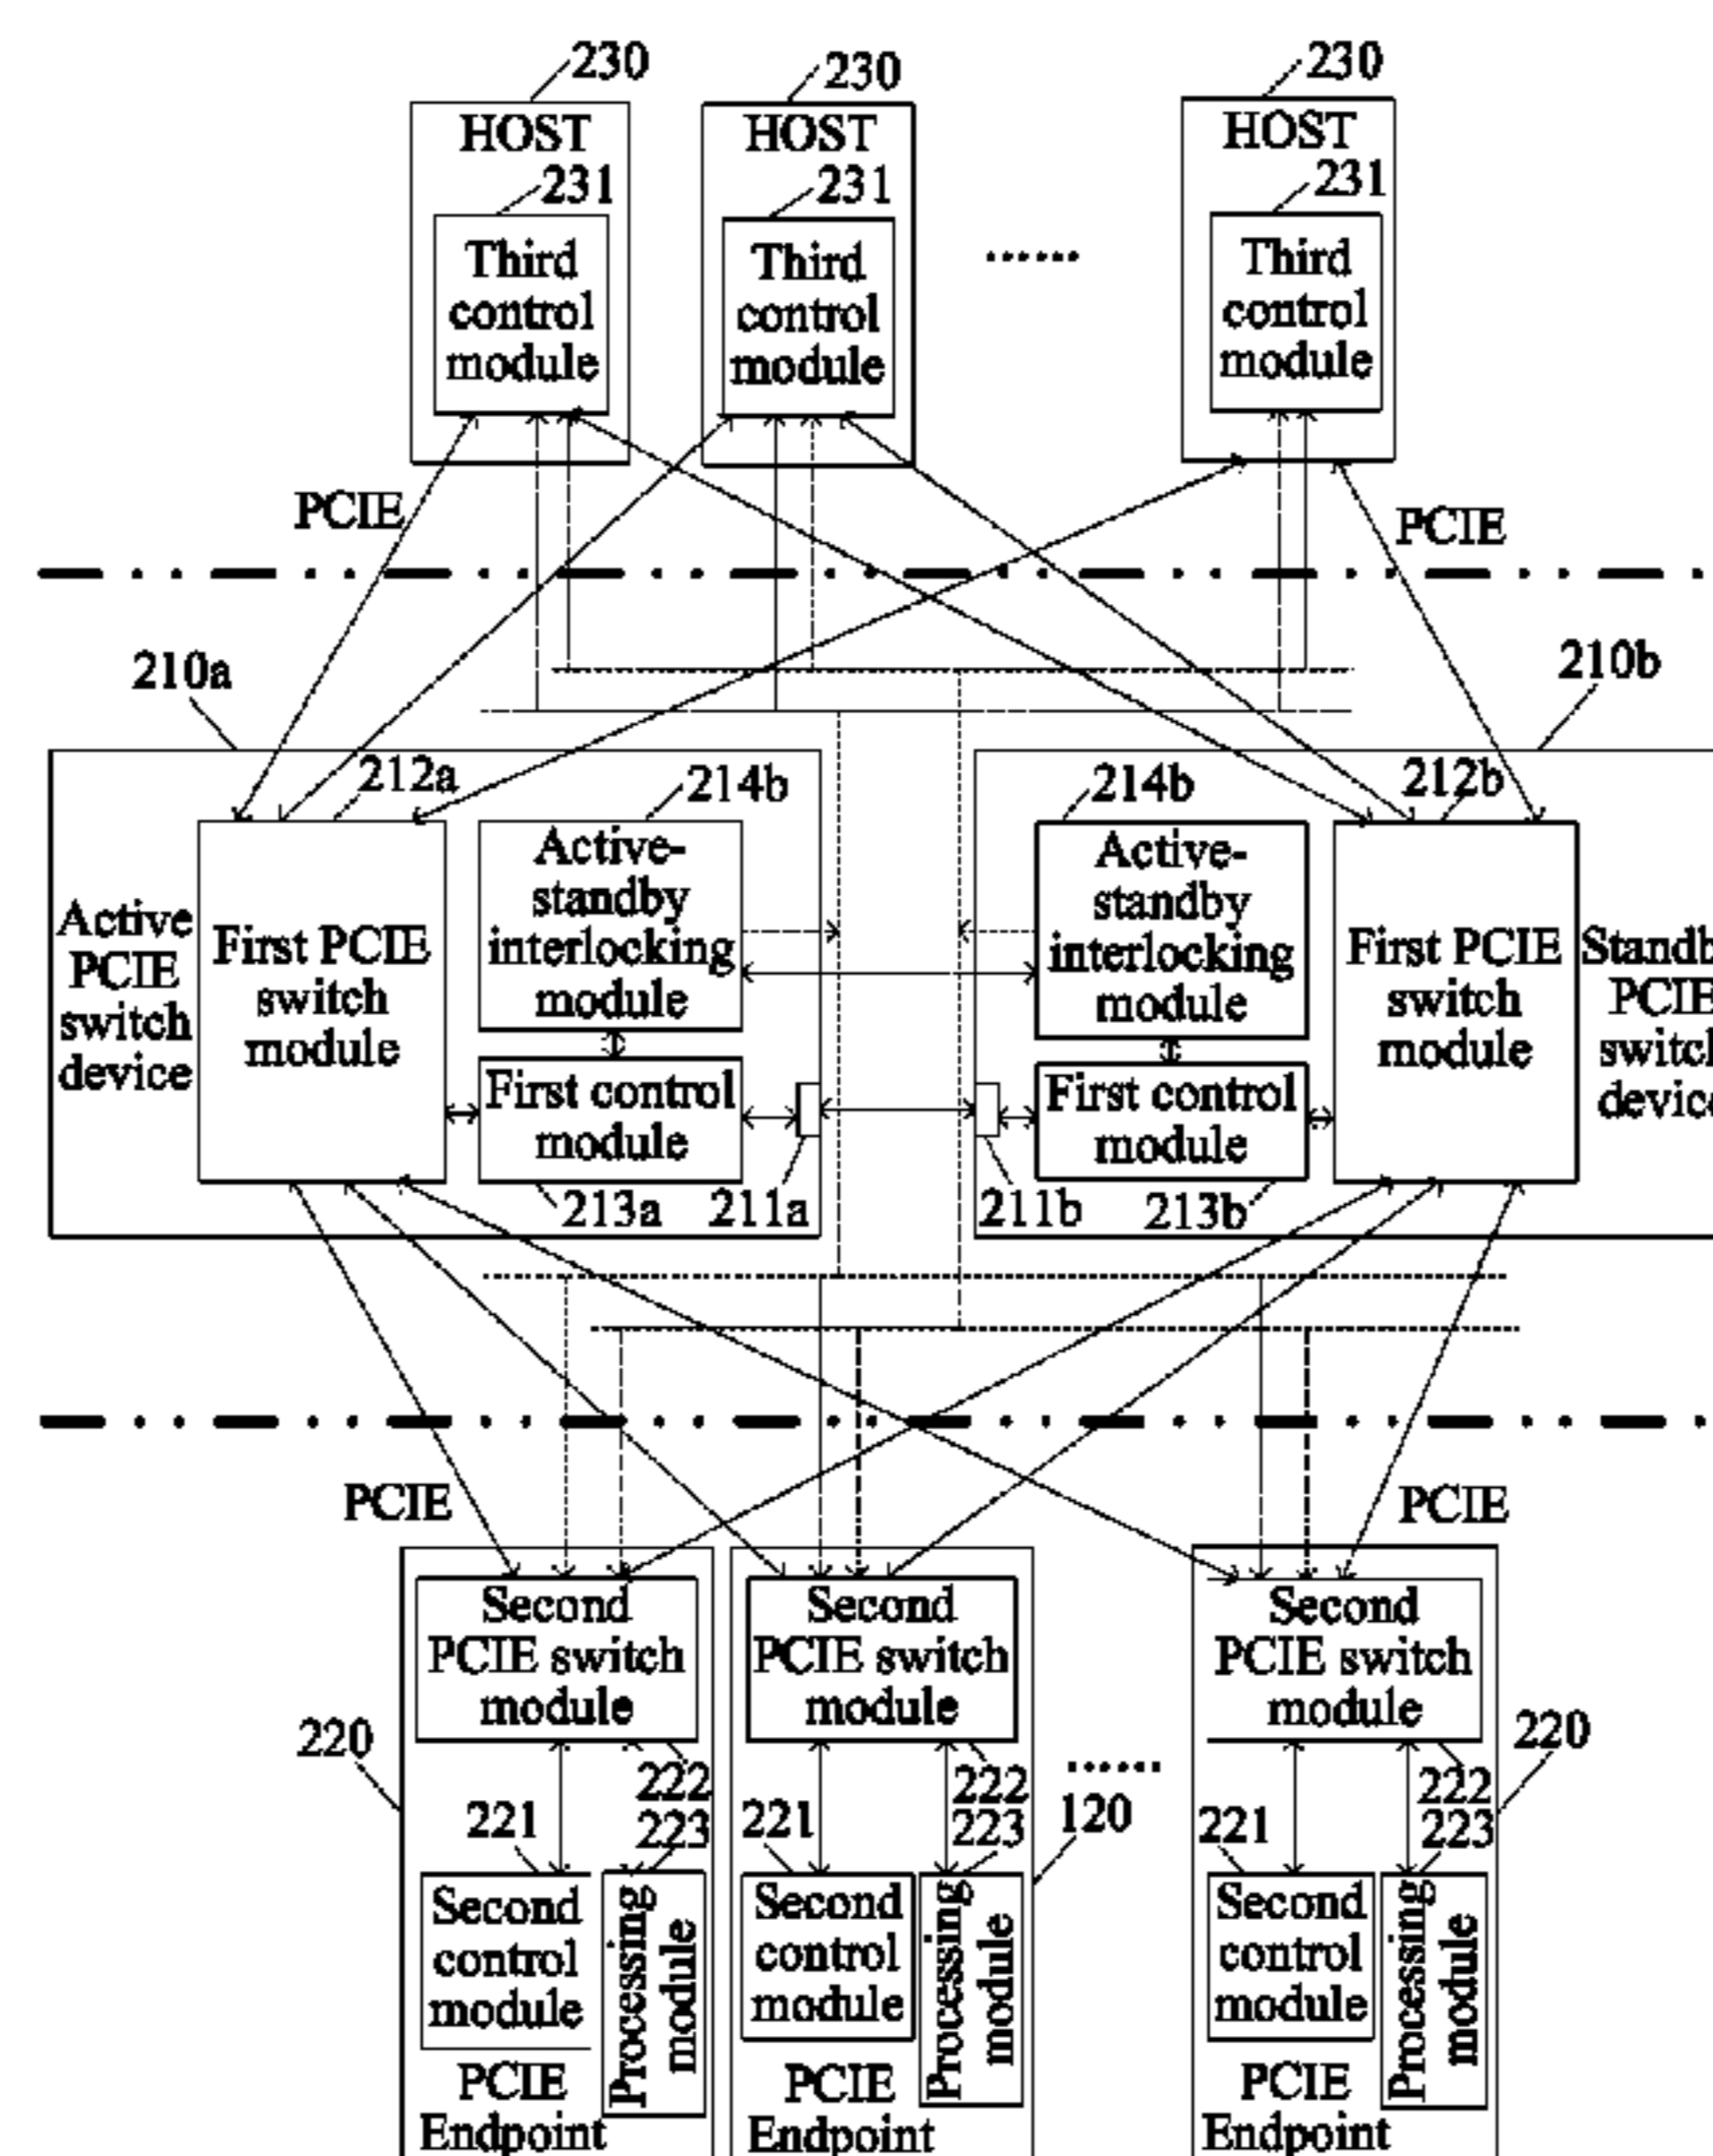 230
230
230
HOST
HOST
HOST
231
231
231
Third
control
module
Third
control
module
......
Third
control
module
PCIE
PCIE
210a
210b
212a
214b
214b
212b
Active
PCIE
switch
device
First PCIE
switch
module
Active-
standby
interlocking
module
First control
module
Active-
standby
interlocking
module
First control
module
First PCIE
switch
module
Standb
PCIE
switch
device
213a
211a
211b
213b
PCIE
PCIE
Second
PCIE switch
module
Second
PCIE switch
module
Second
PCIE switch
module
220
222
223
221
222
223
221
......
120
222
223
221
220
Second
control
module
Processing
module
Second
control
module
Processing
module
Second
control
module
Processing
module
PCIE
Endpoint
PCIE
Endpoint
PCIE
Endpoint